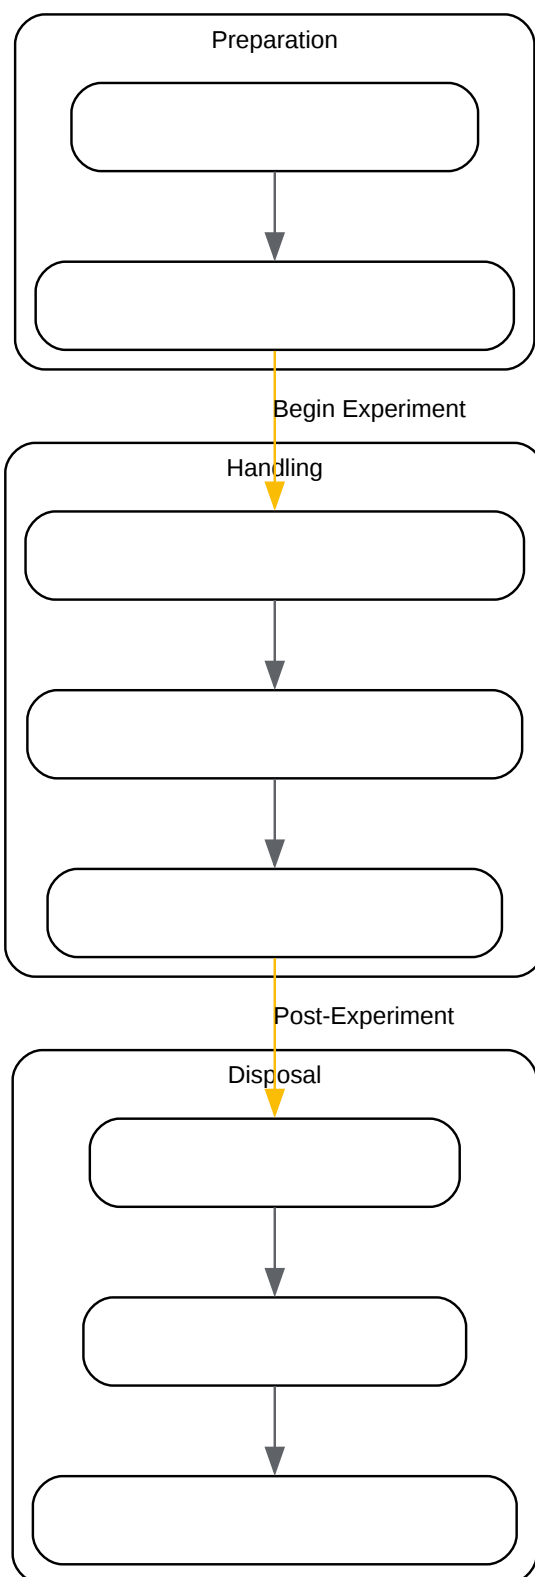 Preparation
Begin Experiment
Handling
Post-Experiment
Disposal